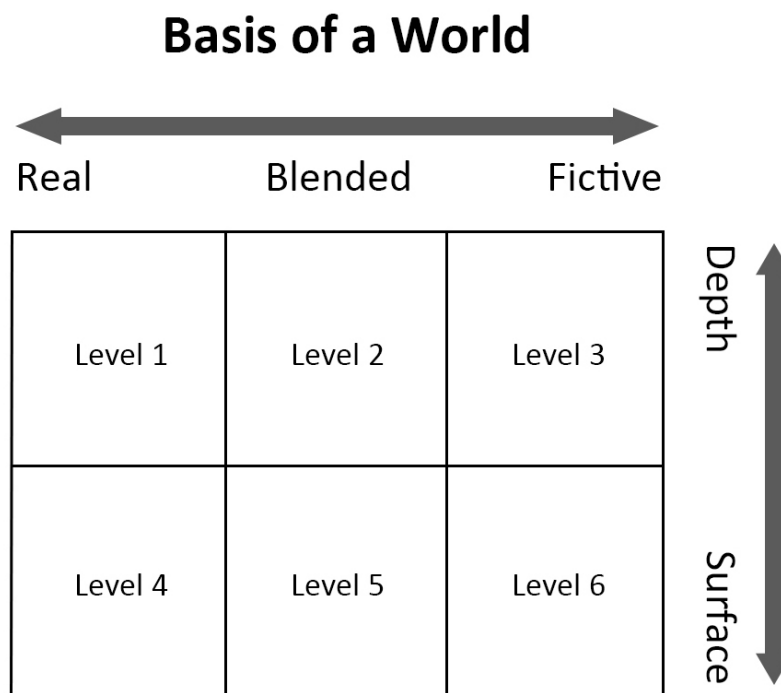 Basis of a World
Real Blended Fictive
Depth
Level 1 Level 2 Level 3
Level 4 Level 5 Level 6
Surface